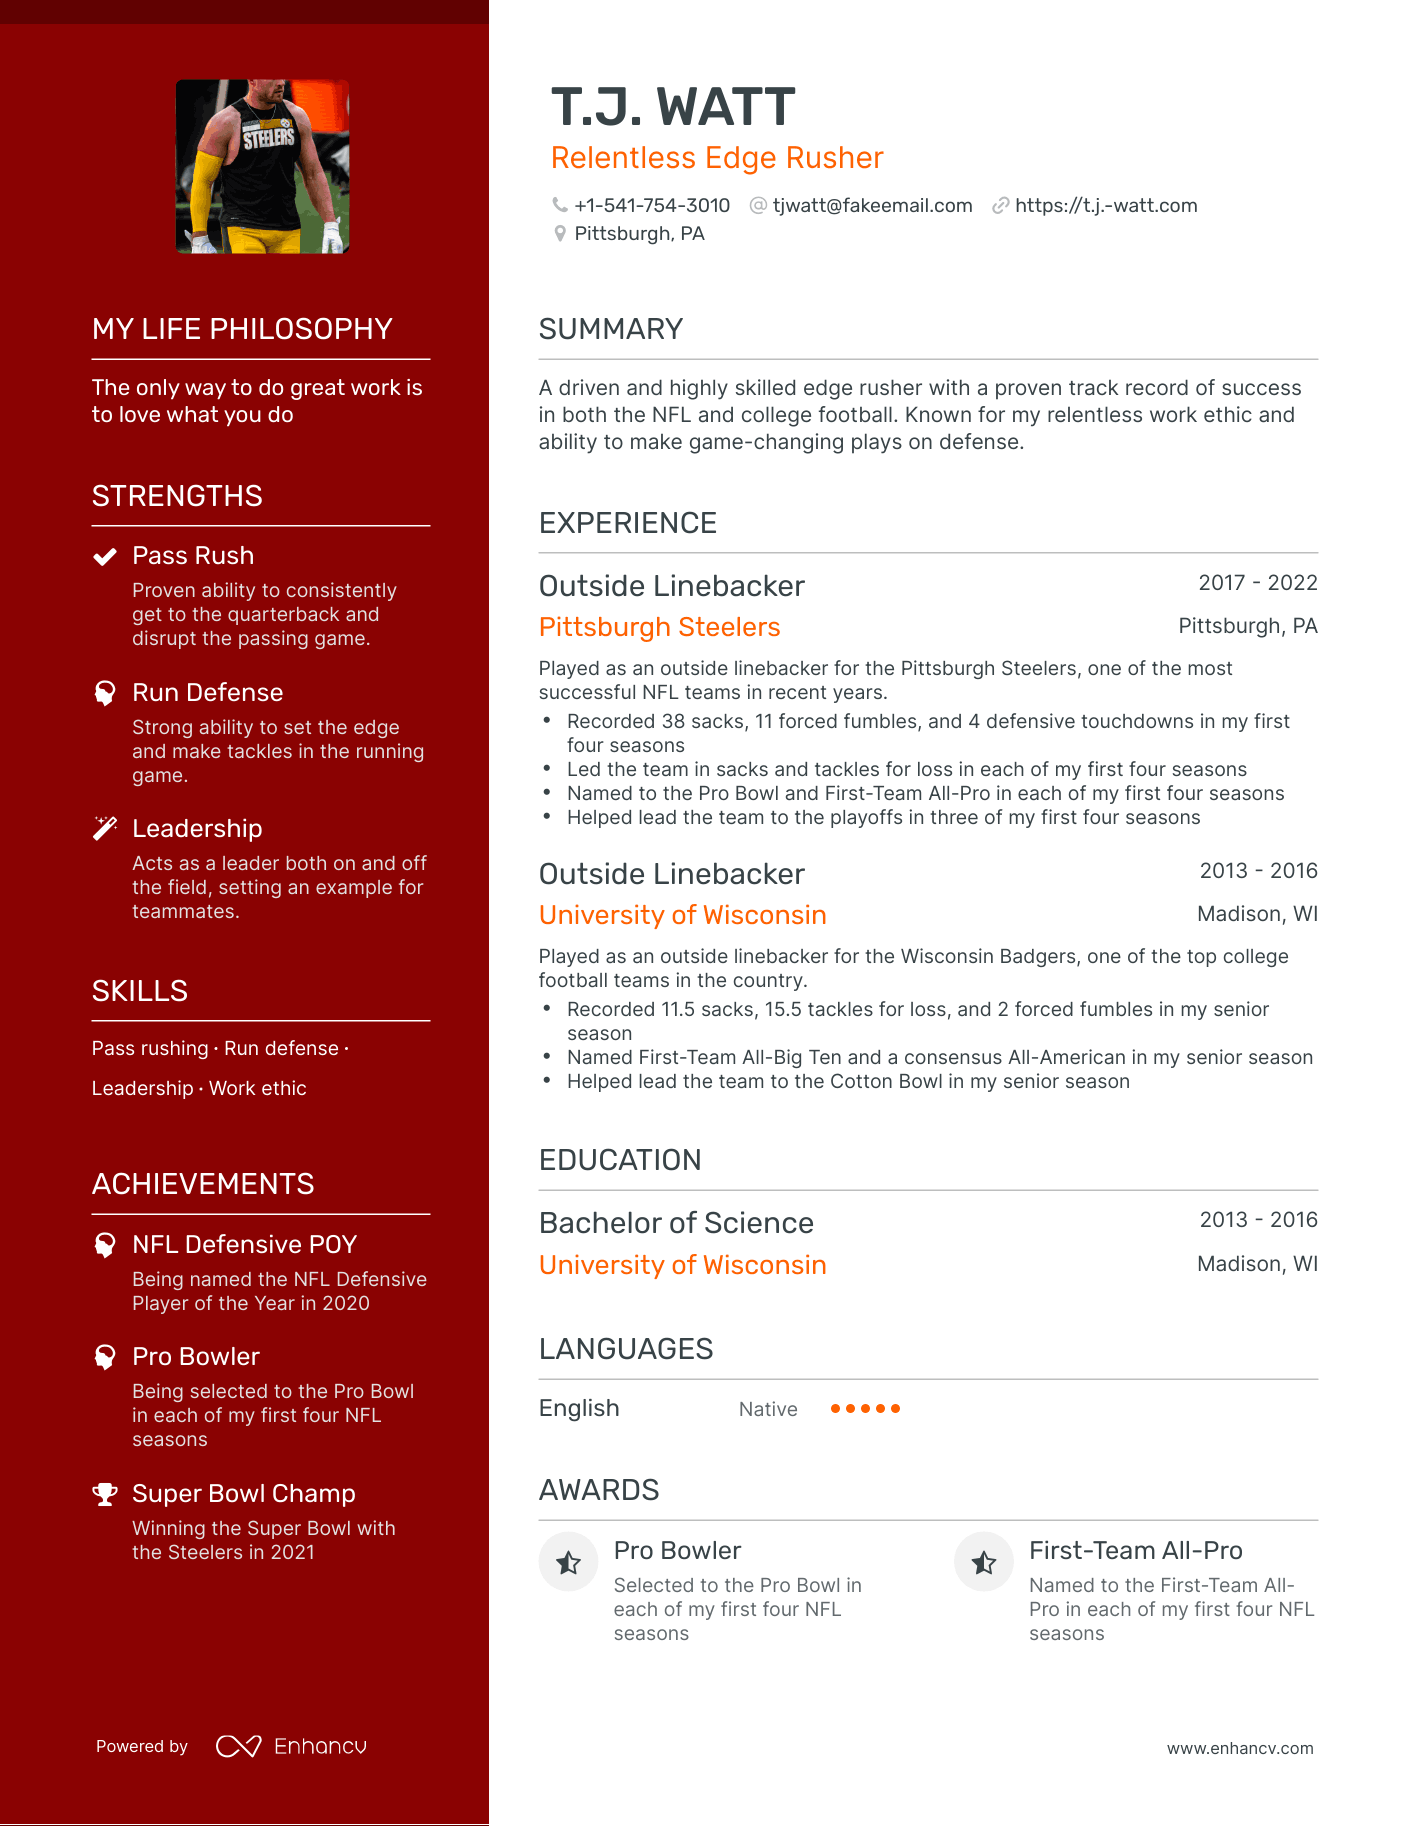 STEELERS
MY LIFE PHILOSOPHY
The only way to do great work is
to love what you do
STRENGTHS
Pass Rush
Proven ability to consistently
get to the quarterback and
disrupt the passing game.
Run Defense
Strong ability to set the edge
and make tackles in the running
game.
Leadership
Acts as a leader both on and off
the field, setting an example for
teammates.
SKILLS
Pass rushing · Run defense ·
Leadership · Work ethic
ACHIEVEMENTS
NFL Defensive POY
Being named the NFL Defensive
Player of the Year in 2020
Pro Bowler
Being selected to the Pro Bowl
in each of my first four NFL
seasons
Super Bowl Champ
Winning the Super Bowl with
the Steelers in 2021
Powered by Enhancv
T.J. WATT
Relentless Edge Rusher
+1-541-754-3010 @ tjwatt@fakeemail.com https://t.j.-watt.com
Pittsburgh, PA
SUMMARY
A driven and highly skilled edge rusher with a proven track record of success
in both the NFL and college football. Known for my relentless work ethic and
ability to make game-changing plays on defense.
EXPERIENCE
Outside Linebacker 2017 - 2022
Pittsburgh Steelers Pittsburgh, PA
Played as an outside linebacker for the Pittsburgh Steelers, one of the most
successful NFL teams in recent years.
• Recorded 38 sacks, 11 forced fumbles, and 4 defensive touchdowns in my first
four seasons
• Led the team in sacks and tackles for loss in each of my first four seasons
• Named to the Pro Bowl and First-Team All-Pro in each of my first four seasons
• Helped lead the team to the playoffs in three of my first four seasons
Outside Linebacker 2013 - 2016
University of Wisconsin Madison, WI
Played as an outside linebacker for the Wisconsin Badgers, one of the top college
football teams in the country.
• Recorded 11.5 sacks, 15.5 tackles for loss, and 2 forced fumbles in my senior
season
• Named First-Team All-Big Ten and a consensus All-American in my senior season
• Helped lead the team to the Cotton Bowl in my senior season
EDUCATION
Bachelor of Science 2013 - 2016
University of Wisconsin Madison, WI
LANGUAGES
English Native
AWARDS
Pro Bowler
Selected to the Pro Bowl in
each of my first four NFL
seasons
First-Team All-Pro
Named to the First-Team All-
Pro in each of my first four NFL
seasons
www.enhancv.com